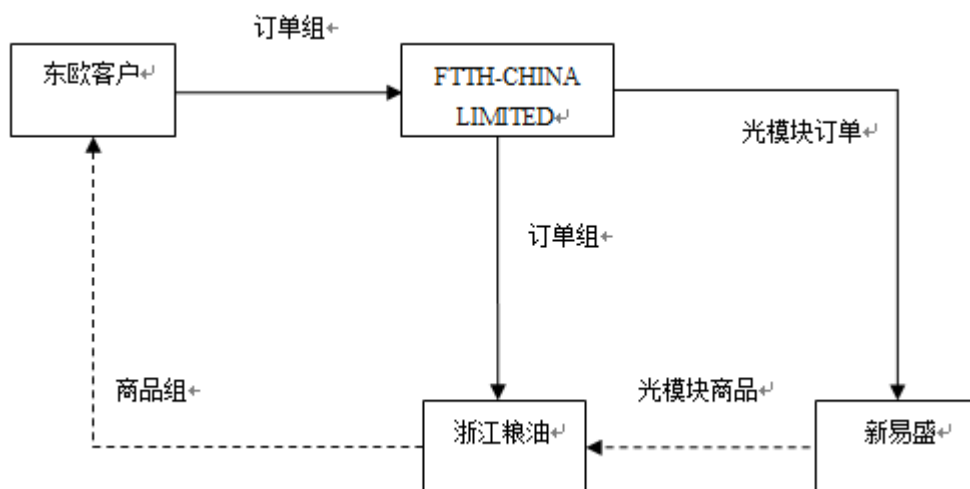 订单组
东欧客户
FTTH-CHINA
LIMITED
光模块订单
订单组
商品组
光模块商品
浙江粮油
新易盛